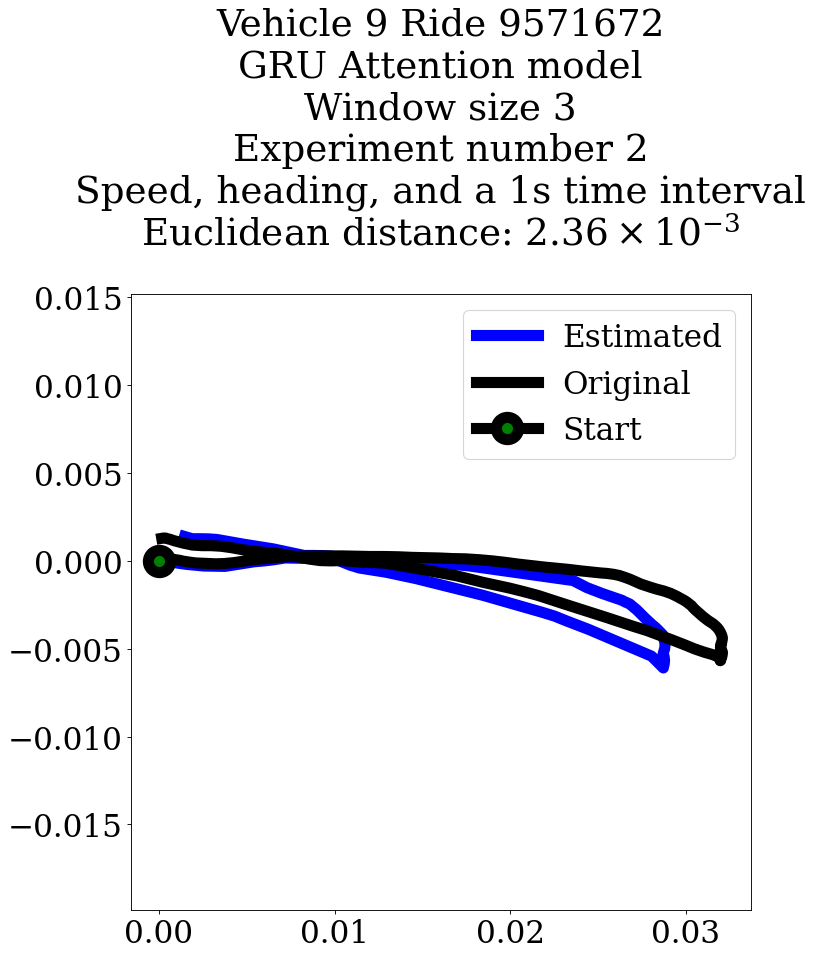 Vehicle 9 Ride 9571672
GRU Attention model
Window size 3
Experiment number 2
Speed, heading, and a 1s time interval
Euclidean distance: 2.36 × 10⁻³
0.015
0.010
0.005
0.000
−0.005
−0.010
−0.015
Estimated
Original
Start
0.00 0.01 0.02 0.03